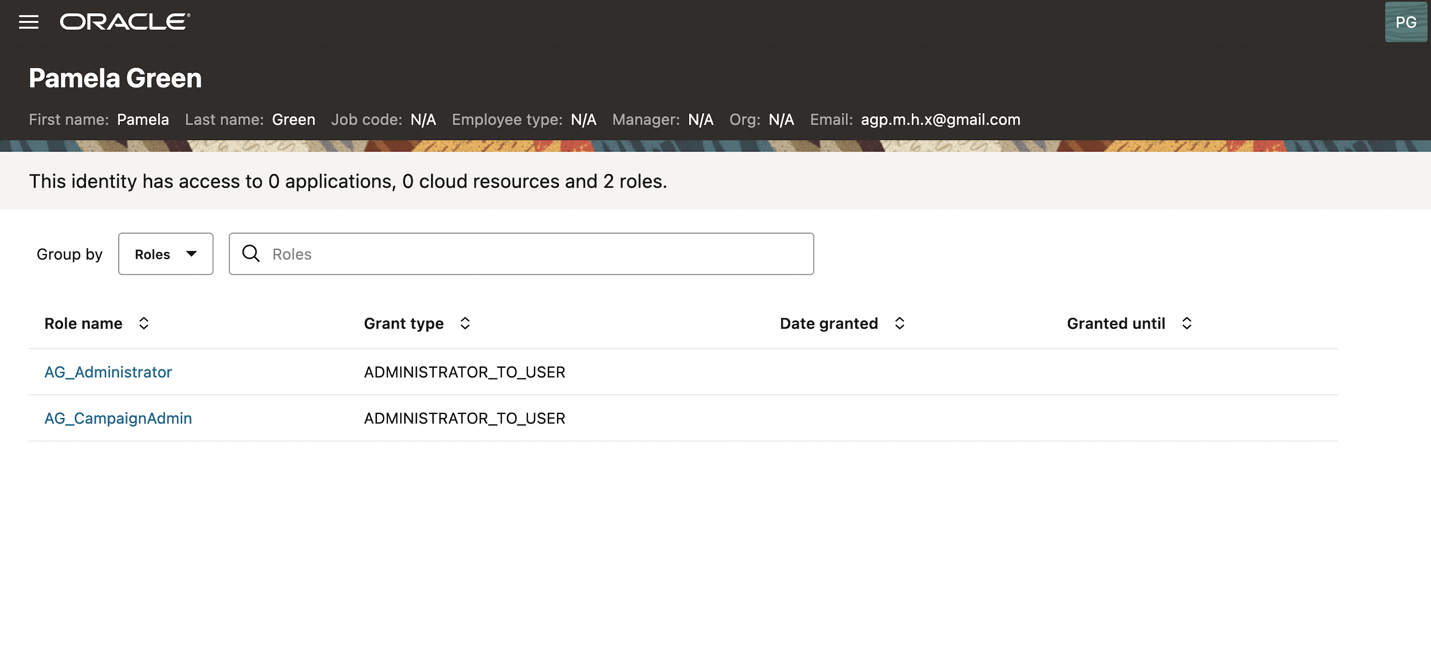 ORACLE
PG
Pamela Green
First name: Pamela Last name: Green Job code: N/A Employee type: N/A Manager: N/A Org: N/A Email: agp.m.h.x@gmail.com
This identity has access to 0 applications, 0 cloud resources and 2 roles.
Group by Roles Roles
Role name Grant type Date granted Granted until
AG_Administrator ADMINISTRATOR_TO_USER
AG_CampaignAdmin ADMINISTRATOR_TO_USER